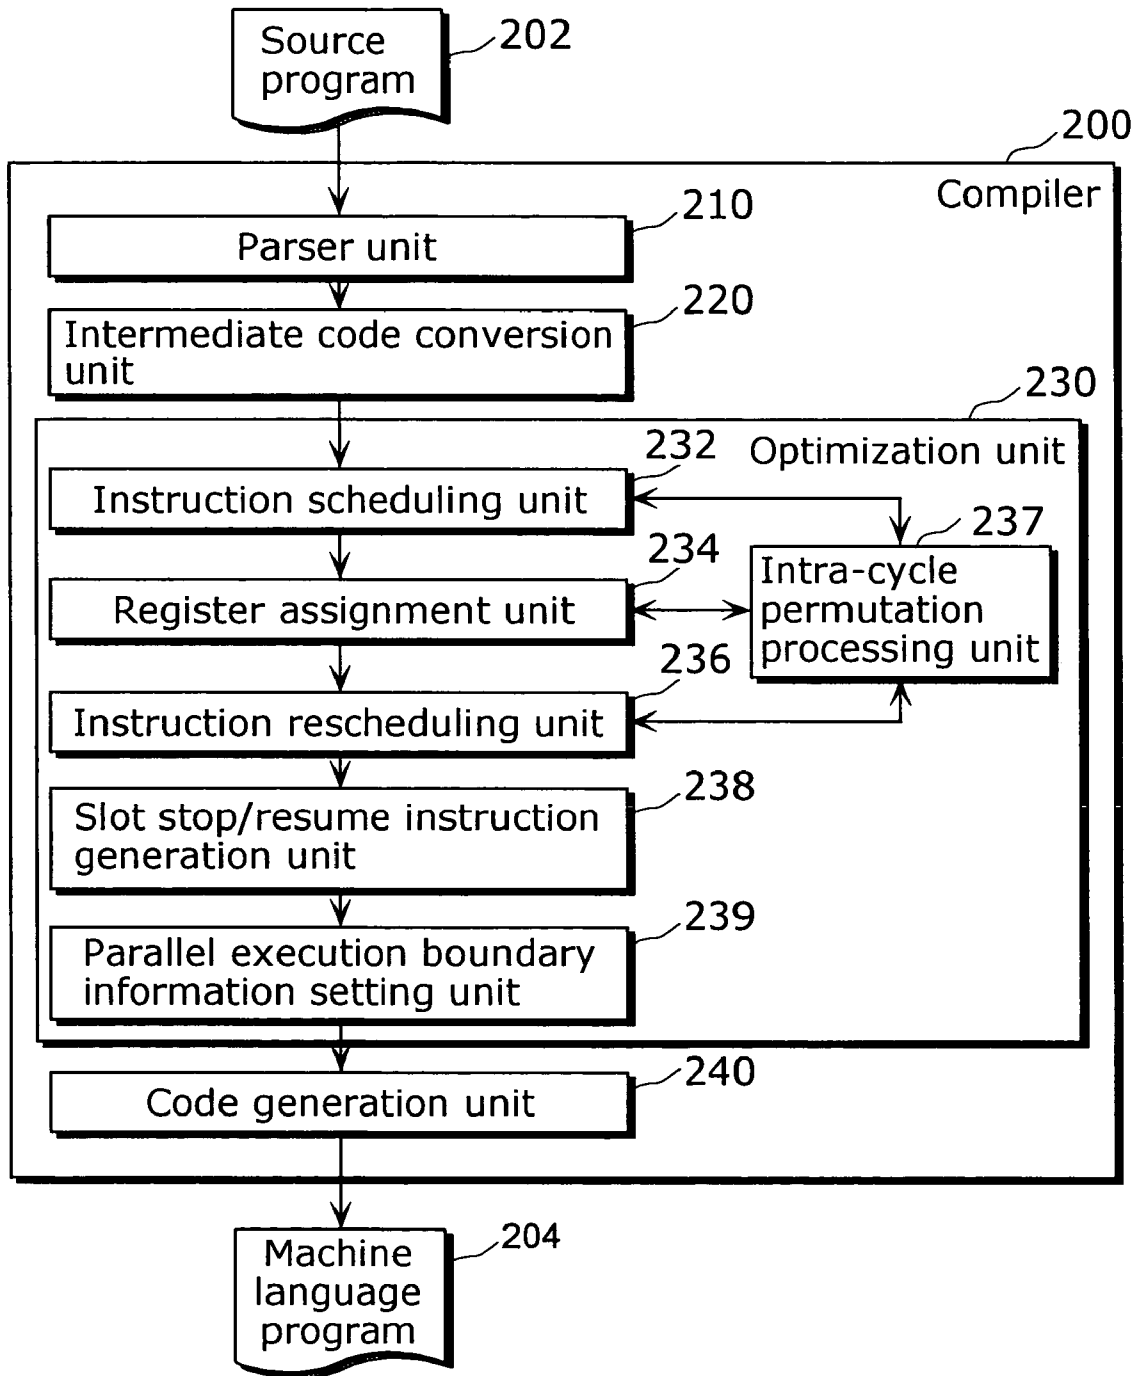 Source
program
202
200
Compiler
210
Parser unit
220
Intermediate code conversion
unit
230
Optimization unit
232
Instruction scheduling unit
237
Intra-cycle
permutation
processing unit
234
Register assignment unit
236
Instruction rescheduling unit
238
Slot stop/resume instruction
generation unit
239
Parallel execution boundary
information setting unit
240
Code generation unit
204
Machine
language
program